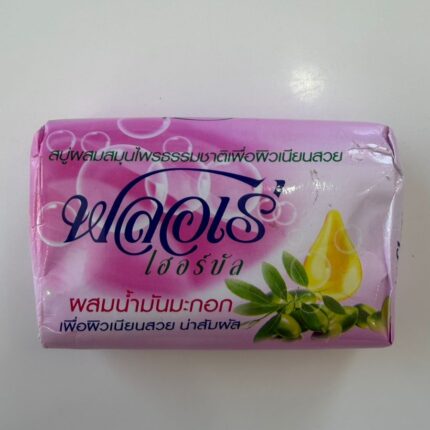 สบู่ผสมสมุนไพรธรรมชาติเพื่อผิวเนียนสวย
ฟลอเร่
เฮอร์บัล
ผสมน้ำมันมะกอก
เพื่อผิวเนียนสวย น่าสัมผัส